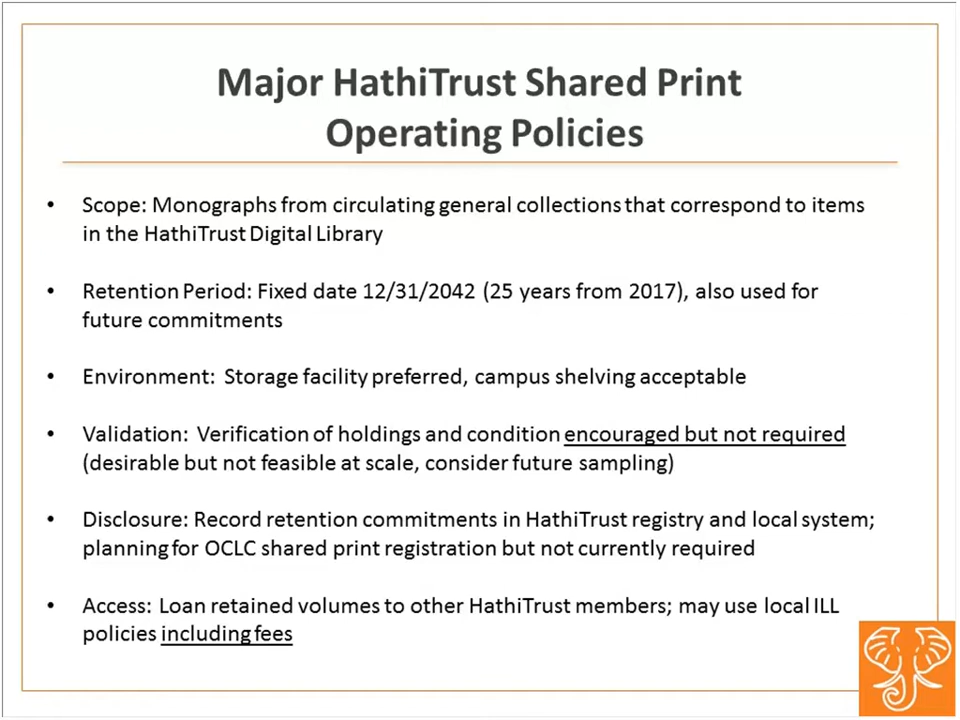 Major HathiTrust Shared Print
Operating Policies
• Scope: Monographs from circulating general collections that correspond to items
in the HathiTrust Digital Library
• Retention Period: Fixed date 12/31/2042 (25 years from 2017), also used for
future commitments
• Environment: Storage facility preferred, campus shelving acceptable
• Validation: Verification of holdings and condition encouraged but not required
(desirable but not feasible at scale, consider future sampling)
• Disclosure: Record retention commitments in HathiTrust registry and local system;
planning for OCLC shared print registration but not currently required
• Access: Loan retained volumes to other HathiTrust members; may use local ILL
policies including fees